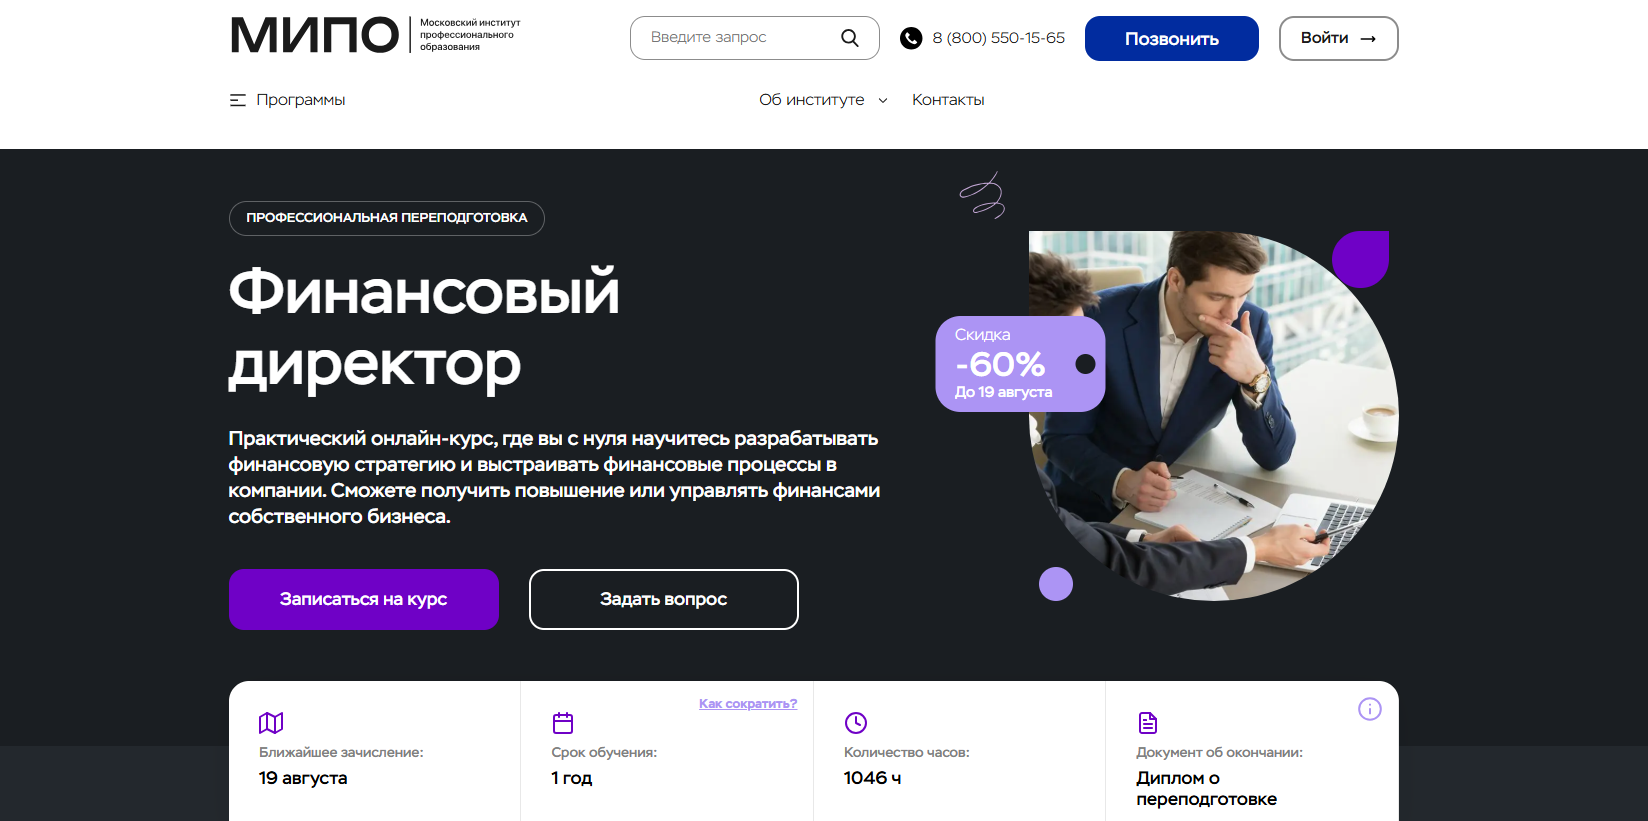 МИПО
Московский институт
профессионального
образования
Введите запрос
8 (800) 550-15-65
Позвонить
Войти →
Программы
Об институте
Контакты
ПРОФЕССИОНАЛЬНАЯ ПЕРЕПОДГОТОВКА
Финансовый
директор
Практический онлайн-курс, где вы с нуля научитесь разрабатывать
финансовую стратегию и выстраивать финансовые процессы в
компании. Сможете получить повышение или управлять финансами
собственного бизнеса.
Записаться на курс
Задать вопрос
Скидка
-60%
До 19 августа
Ближайшее зачисление:
19 августа
Как сократить?
Срок обучения:
1 год
Количество часов:
1046 ч
Документ об окончании:
Диплом о
переподготовке